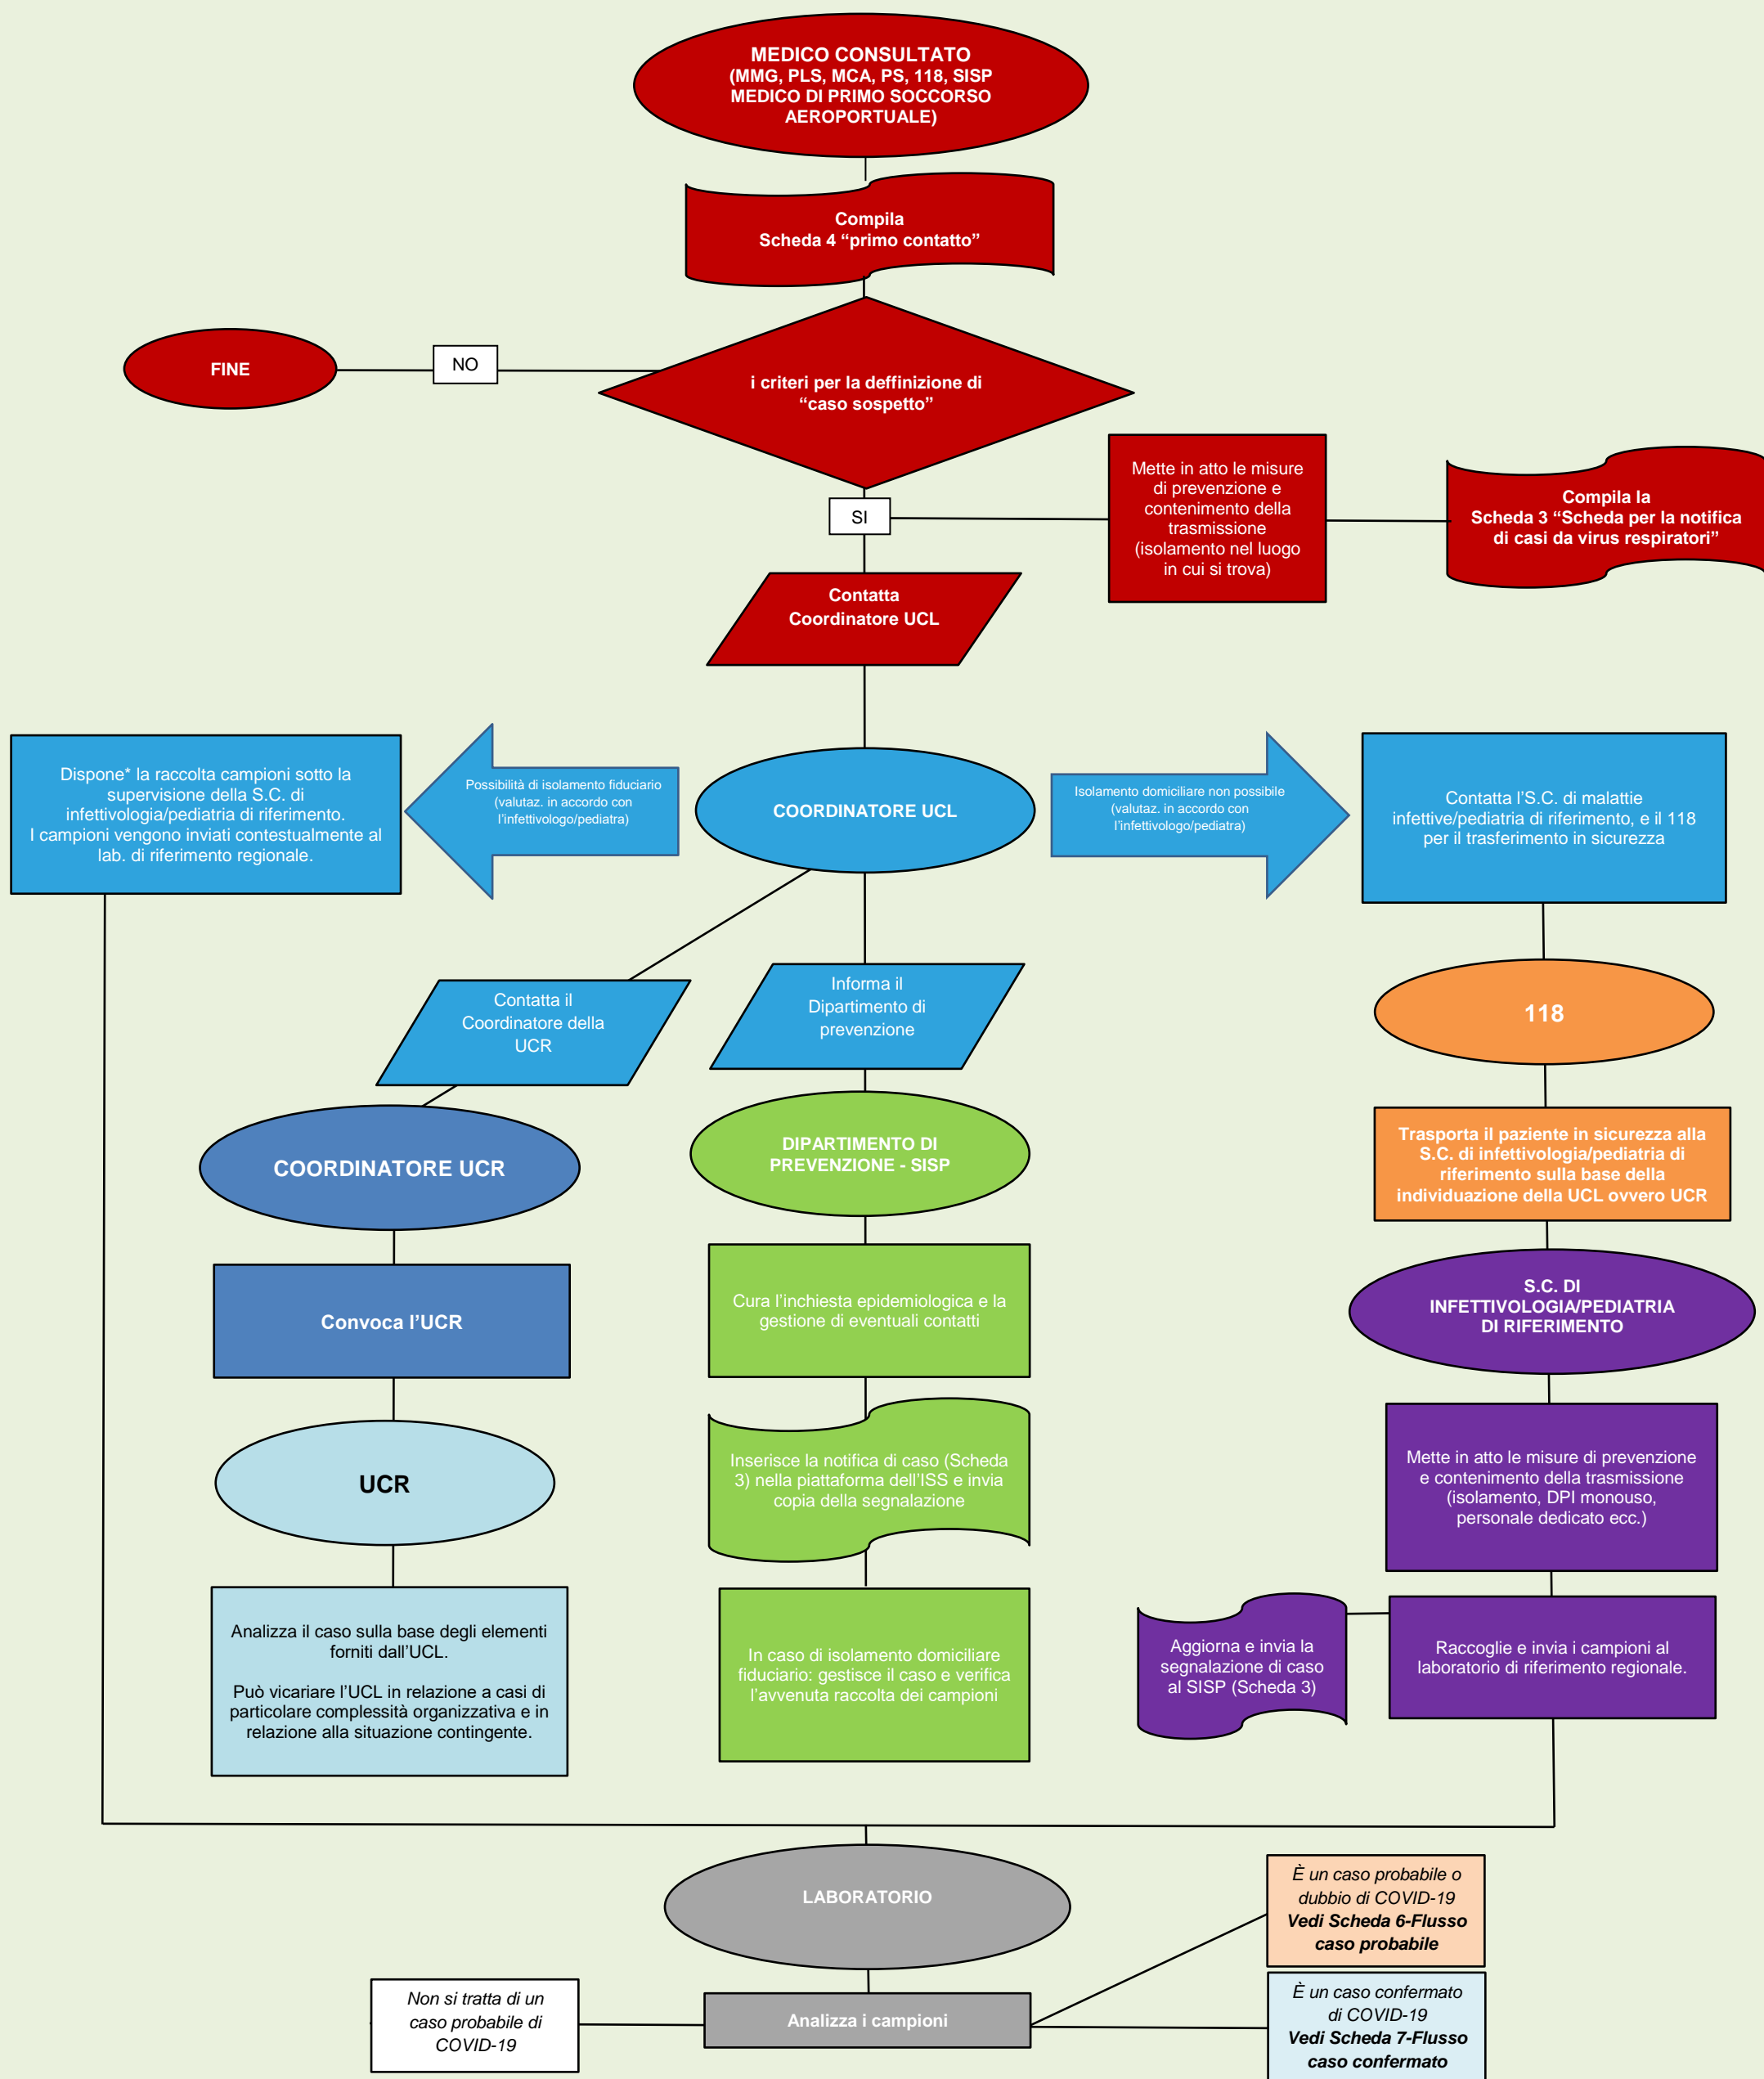 MEDICO CONSULTATO
(MMG, PLS, MCA, PS, 118, SISP
MEDICO DI PRIMO SOCCORSO
AEROPORTUALE)
Compila
Scheda 4 “primo contatto”
FINE
NO
i criteri per la deffinizione di
“caso sospetto”
SI
Mette in atto le misure
di prevenzione e
contenimento della
trasmissione
(isolamento nel luogo
in cui si trova)
Compila la
Scheda 3 “Scheda per la notifica
di casi da virus respiratori”
Contatta
Coordinatore UCL
Dispone* la raccolta campioni sotto la
supervisione della S.C. di
infettivologia/pediatria di riferimento.
I campioni vengono inviati contestualmente al
lab. di riferimento regionale.
Possibilità di isolamento fiduciario
(valutaz. in accordo con
l’infettivologo/pediatra)
COORDINATORE UCL
Isolamento domiciliare non possibile
(valutaz. in accordo con
l’infettivologo/pediatra)
Contatta l’S.C. di malattie
infettive/pediatria di riferimento, e il 118
per il trasferimento in sicurezza
Contatta il
Coordinatore della
UCR
Informa il
Dipartimento di
prevenzione
118
COORDINATORE UCR
DIPARTIMENTO DI
PREVENZIONE - SISP
Trasporta il paziente in sicurezza alla
S.C. di infettivologia/pediatria di
riferimento sulla base della
individuazione della UCL ovvero UCR
Convoca l’UCR
Cura l’inchiesta epidemiologica e la
gestione di eventuali contatti
S.C. DI
INFETTIVOLOGIA/PEDIATRIA
DI RIFERIMENTO
UCR
Inserisce la notifica di caso (Scheda
3) nella piattaforma dell’ISS e invia
copia della segnalazione
Mette in atto le misure di prevenzione
e contenimento della trasmissione
(isolamento, DPI monouso,
personale dedicato ecc.)
Analizza il caso sulla base degli elementi
forniti dall’UCL.
Può vicariare l’UCL in relazione a casi di
particolare complessità organizzativa e in
relazione alla situazione contingente.
In caso di isolamento domiciliare
fiduciario: gestisce il caso e verifica
l’avvenuta raccolta dei campioni
Aggiorna e invia la
segnalazione di caso
al SISP (Scheda 3)
Raccoglie e invia i campioni al
laboratorio di riferimento regionale.
LABORATORIO
È un caso probabile o
dubbio di COVID-19
Vedi Scheda 6-Flusso
caso probabile
Non si tratta di un
caso probabile di
COVID-19
Analizza i campioni
È un caso confermato
di COVID-19
Vedi Scheda 7-Flusso
caso confermato